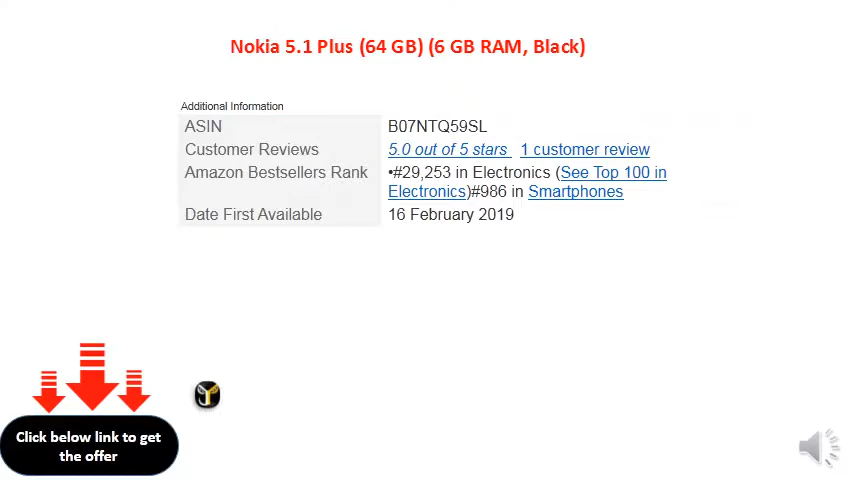 Nokia 5.1 Plus (64 GB) (6 GB RAM, Black)
Additional Information
ASIN B07NTQ59SL
Customer Reviews 5.0 out of 5 stars 1 customer review
Amazon Bestsellers Rank •#29,253 in Electronics (See Top 100 in
Electronics)#986 in Smartphones
Date First Available 16 February 2019
Click below link to get
the offer